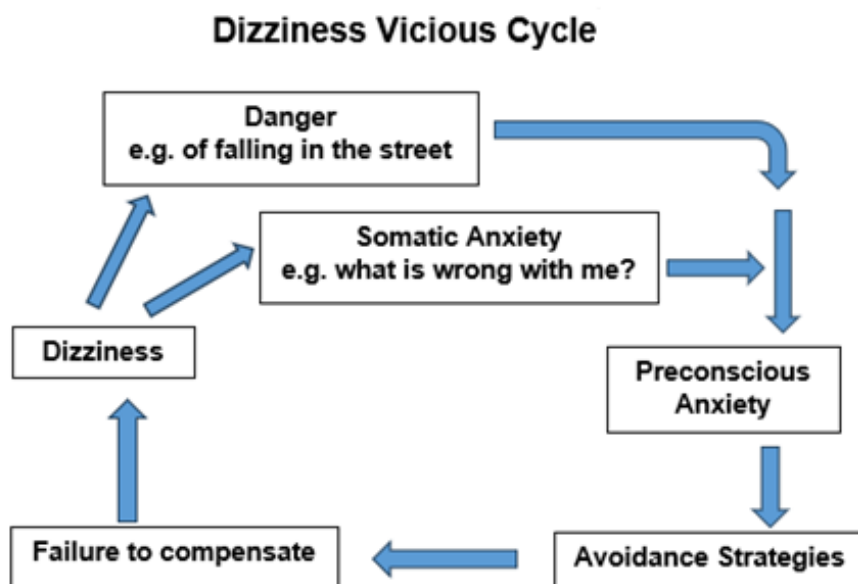 Dizziness Vicious Cycle
Danger
e.g. of falling in the street
Somatic Anxiety
e.g. what is wrong with me?
Dizziness
Preconscious
Anxiety
Failure to compensate
Avoidance Strategies